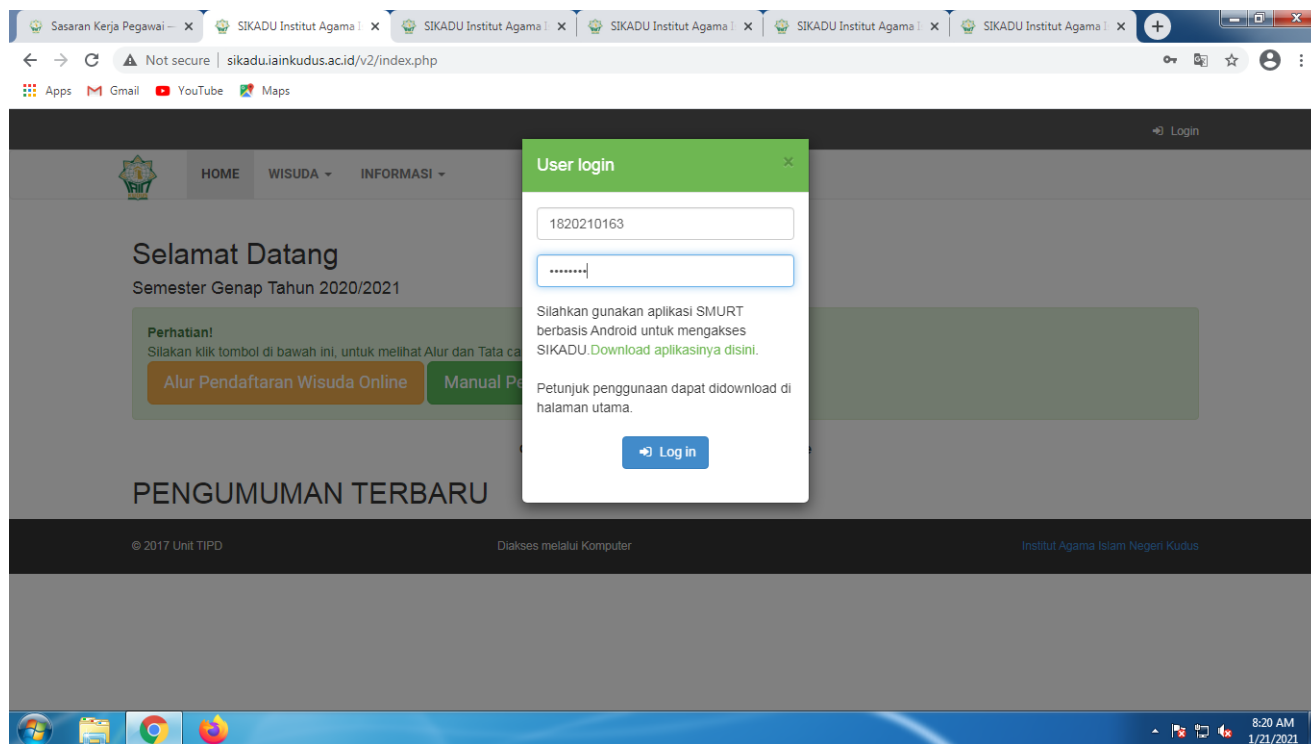 Sasaran Kerja Pegawai –
SIKADU Institut Agama I
SIKADU Institut Agama I
SIKADU Institut Agama I
SIKADU Institut Agama I
SIKADU Institut Agama I
Not secure | sikadu.iainkudus.ac.id/v2/index.php
Apps Gmail YouTube Maps
Login
IAIN HOME WISUDA INFORMASI
User login ×
1820210163
••••••••
Silahkan gunakan aplikasi SMURT
berbasis Android untuk mengakses
SIKADU.Download aplikasinya disini.
Petunjuk penggunaan dapat didownload di
halaman utama.
Log in
Selamat Datang
Semester Genap Tahun 2020/2021
Perhatian!
Silakan klik tombol di bawah ini, untuk melihat Alur dan Tata ca
Alur Pendaftaran Wisuda Online
Manual Pe
PENGUMUMAN TERBARU
© 2017 Unit TIPD
Diakses melalui Komputer
Institut Agama Islam Negeri Kudus
8:20 AM
1/21/2021